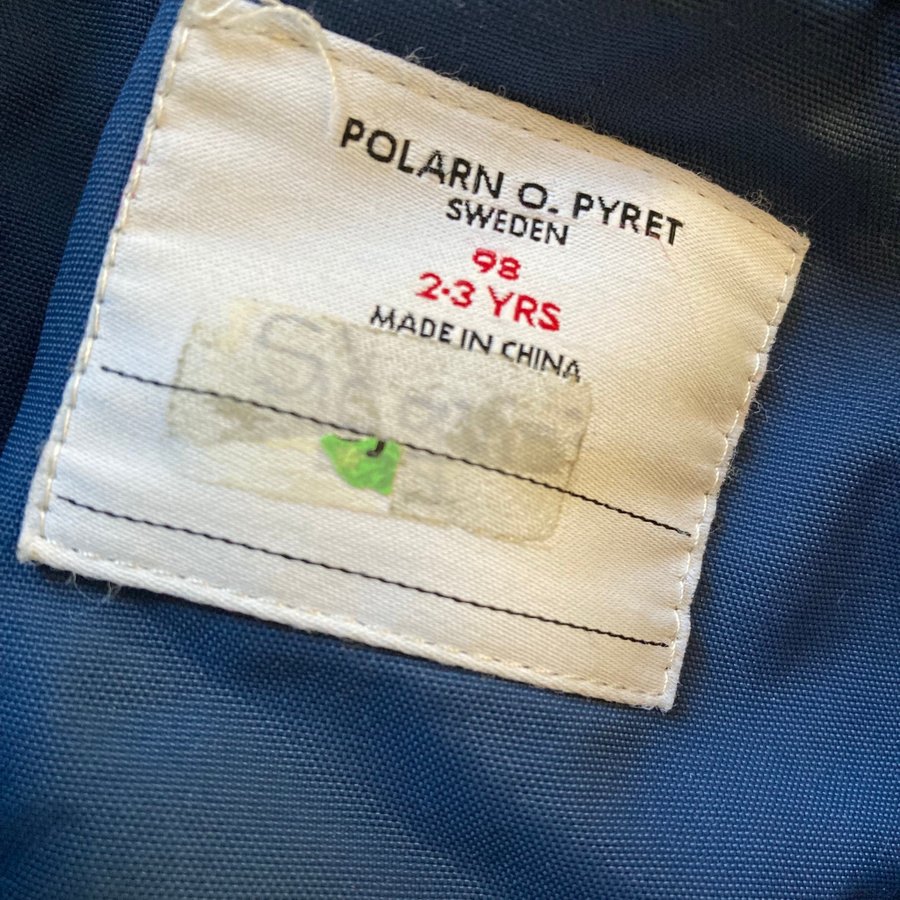 POLARN O. PYRET
SWEDEN
98
2-3 YRS
MADE IN CHINA